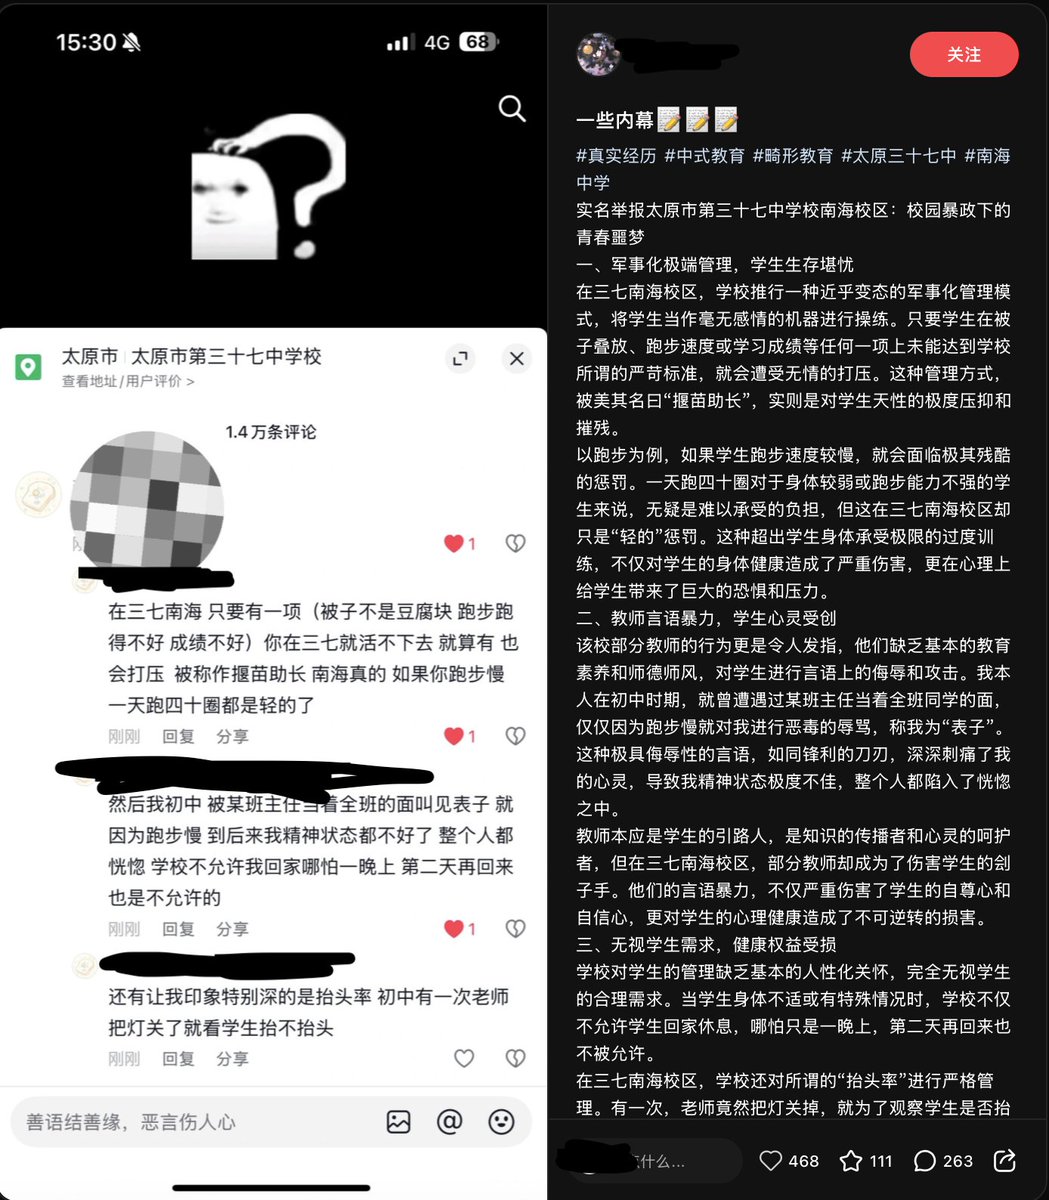 15:30
4G
68
太原市
太原市第三十七中学校
查看地址/用户评价 >
1.4万条评论
1
在三七南海 只要有一项（被子不是豆腐块 跑步跑
得不好 成绩不好）你在三七就活不下去 就算有 也
会打压 被称作揠苗助长 南海真的 如果你跑步慢
一天跑四十圈都是轻的了
刚刚 回复 分享
1
然后我初中 被某班主任当着全班的面叫见表子 就
因为跑步慢 到后来我精神状态都不好了 整个人都
恍惚 学校不允许我回家哪怕一晚上 第二天再回来
也是不允许的
刚刚 回复 分享
1
还有让我印象特别深的是抬头率 初中有一次老师
把灯关了就看学生抬不抬头
刚刚 回复 分享
善语结善缘，恶言伤人心
关注
一些内幕📝📝📝
#真实经历 #中式教育 #畸形教育 #太原三十七中 #南海
中学
实名举报太原市第三十七中学校南海校区：校园暴政下的
青春噩梦
一、军事化极端管理，学生生存堪忧
在三七南海校区，学校推行一种近乎变态的军事化管理模
式，将学生当作毫无感情的机器进行操练。只要学生在被
子叠放、跑步速度或学习成绩等任何一项上未能达到学校
所谓的严苛标准，就会遭受无情的打压。这种管理方式，
被美其名曰“揠苗助长”，实则是对学生天性的极度压抑和
摧残。
以跑步为例，如果学生跑步速度较慢，就会面临极其残酷
的惩罚。一天跑四十圈对于身体较弱或跑步能力不强的学
生来说，无疑是难以承受的负担，但这在三七南海校区却
只是“轻的”惩罚。这种超出学生身体承受极限的过度训
练，不仅对学生的身体健康造成了严重伤害，更在心理上
给学生带来了巨大的恐惧和压力。
二、教师言语暴力，学生心灵受创
该校部分教师的行为更是令人发指，他们缺乏基本的教育
素养和师德师风，对学生进行言语上的侮辱和攻击。我本
人在初中时期，就曾遭遇过某班主任当着全班同学的面，
仅仅因为跑步慢就对我进行恶毒的辱骂，称我为“表子”。
这种极具侮辱性的言语，如同锋利的刀刃，深深刺痛了我
的心灵，导致我精神状态极度不佳，整个人都陷入了恍惚
之中。
教师本应是学生的引路人，是知识的传播者和心灵的呵护
者，但在三七南海校区，部分教师却成为了伤害学生的刽
子手。他们的言语暴力，不仅严重伤害了学生的自尊心和
自信心，更对学生的心理健康造成了不可逆转的损害。
三、无视学生需求，健康权益受损
学校对学生的管理缺乏基本的人性化关怀，完全无视学生
的合理需求。当学生身体不适或有特殊情况时，学校不仅
不允许学生回家休息，哪怕只是一晚上，第二天再回来也
不被允许。
在三七南海校区，学校还对所谓的“抬头率”进行严格管
理。有一次，老师竟然把灯关掉，就为了观察学生是否抬
什么...
468
111
263